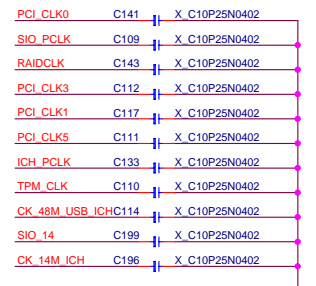 PCI_CLK0 C141 X_C10P25N0402
SIO_PCLK C109 X_C10P25N0402
RAIDCLK C143 X_C10P25N0402
PCI_CLK3 C112 X_C10P25N0402
PCI_CLK1 C117 X_C10P25N0402
PCI_CLK5 C111 X_C10P25N0402
ICH_PCLK C133 X_C10P25N0402
TPM_CLK C110 X_C10P25N0402
CK_48M_USB_ICH C114 X_C10P25N0402
SIO_14 C199 X_C10P25N0402
CK_14M_ICH C196 X_C10P25N0402